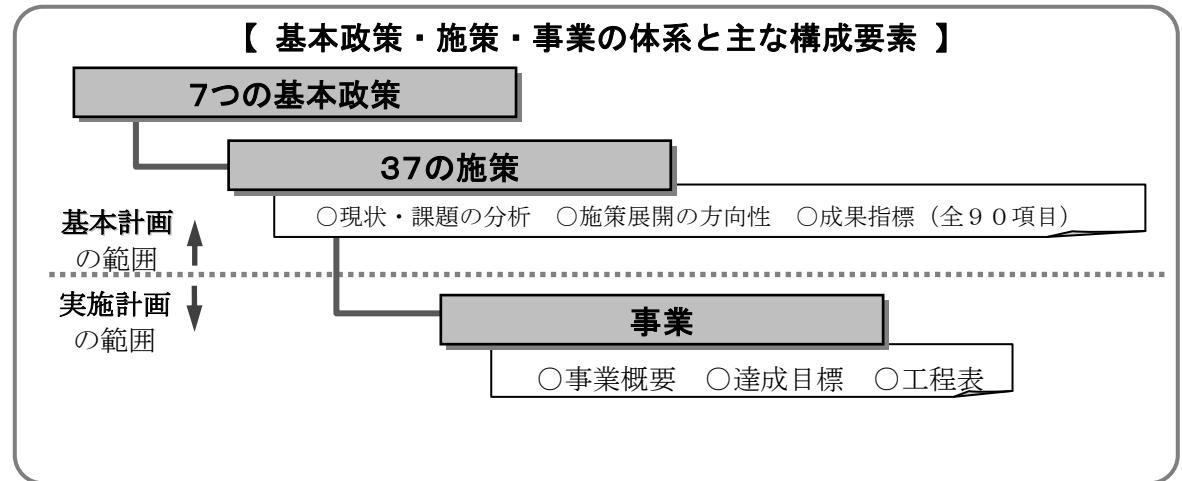 【 基本政策・施策・事業の体系と主な構成要素 】
7つの基本政策
37の施策
○現状・課題の分析　○施策展開の方向性　○成果指標（全９０項目）
基本計画
の範囲
実施計画
の範囲
事業
○事業概要　○達成目標　○工程表